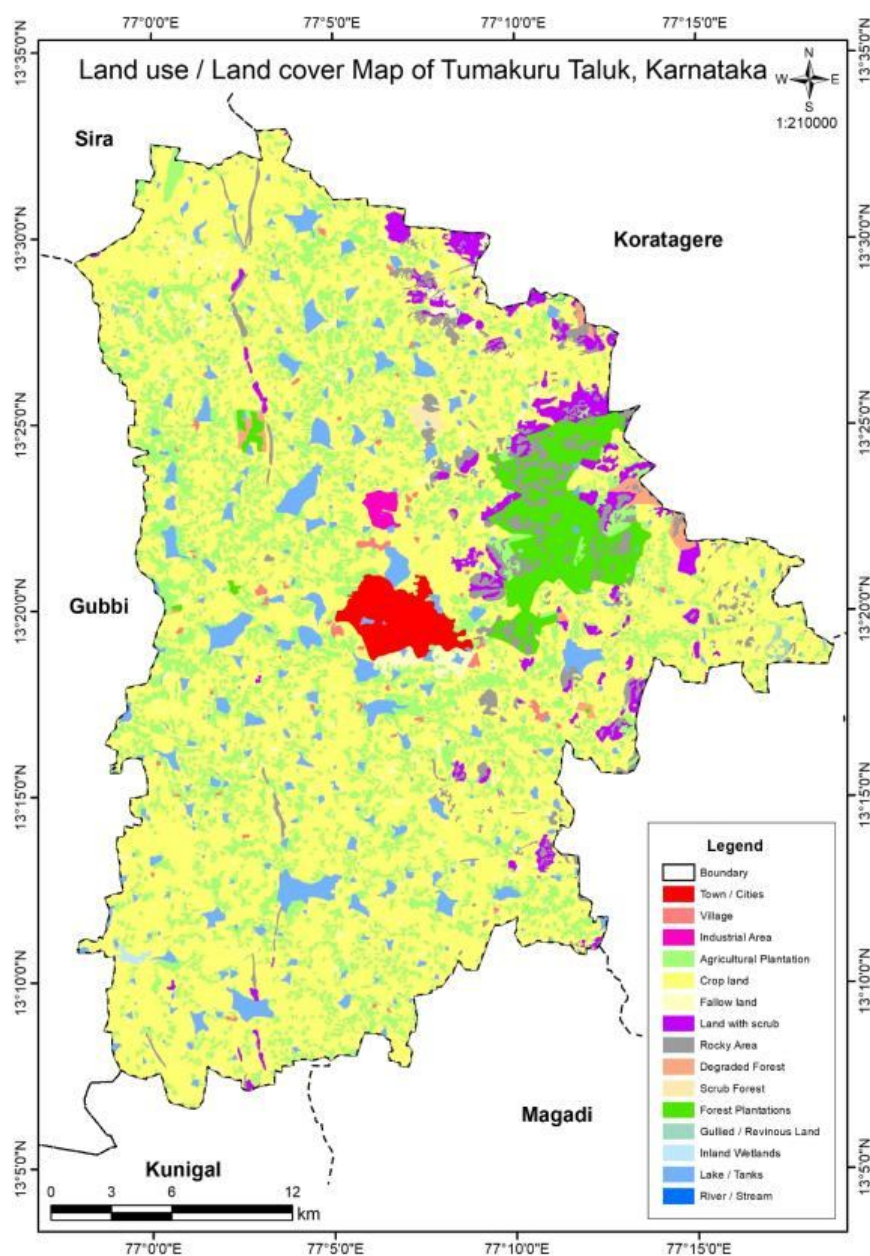 77°0'0"E 77°5'0"E 77°10'0"E 77°15'0"E
Land use / Land cover Map of Tumakuru Taluk, Karnataka
N
W E
S
1:210000
Sira
Koratagere
Gubbi
Magadi
Kunigal
13°35'0"N 13°35'0"N
13°30'0"N 13°30'0"N
13°25'0"N 13°25'0"N
13°20'0"N 13°20'0"N
13°15'0"N 13°15'0"N
13°10'0"N 13°10'0"N
13°5'0"N 13°5'0"N
Legend
Boundary
Town / Cities
Village
Industrial Area
Agricultural Plantation
Crop land
Fallow land
Land with scrub
Rocky Area
Degraded Forest
Scrub Forest
Forest Plantations
Gullied / Revinous Land
Inland Wetlands
Lake / Tanks
River / Stream
0 3 6 12
km
77°0'0"E 77°5'0"E 77°10'0"E 77°15'0"E